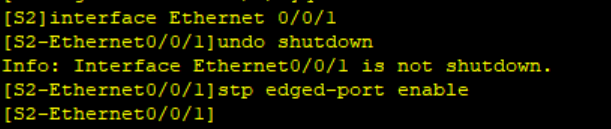 [S2]interface Ethernet 0/0/1
[S2-Ethernet0/0/1]undo shutdown
Info: Interface Ethernet0/0/1 is not shutdown.
[S2-Ethernet0/0/1]stp edged-port enable
[S2-Ethernet0/0/1]